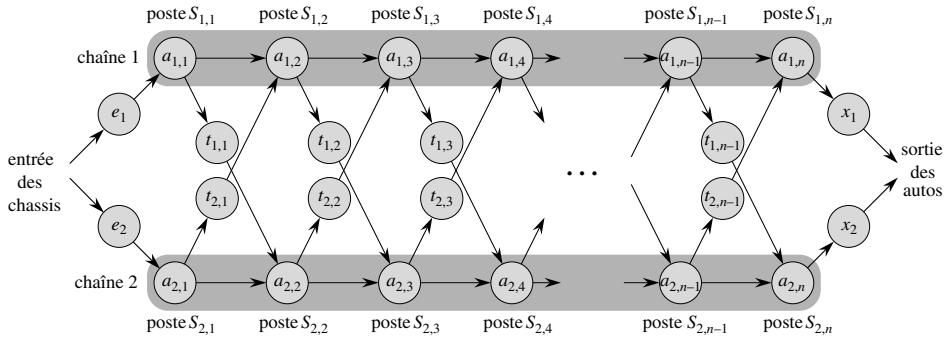 poste S1,1 poste S1,2 poste S1,3 poste S1,4 poste S1,n−1 poste S1,n
chaîne 1 a1,1 a1,2 a1,3 a1,4 a1,n−1 a1,n
e1 x1
t1,1 t1,2 t1,3 t1,n−1
entrée
des
chassis
...
sortie
des
autos
t2,1 t2,2 t2,3 t2,n−1
e2 x2
chaîne 2 a2,1 a2,2 a2,3 a2,4 a2,n−1 a2,n
poste S2,1 poste S2,2 poste S2,3 poste S2,4 poste S2,n−1 poste S2,n